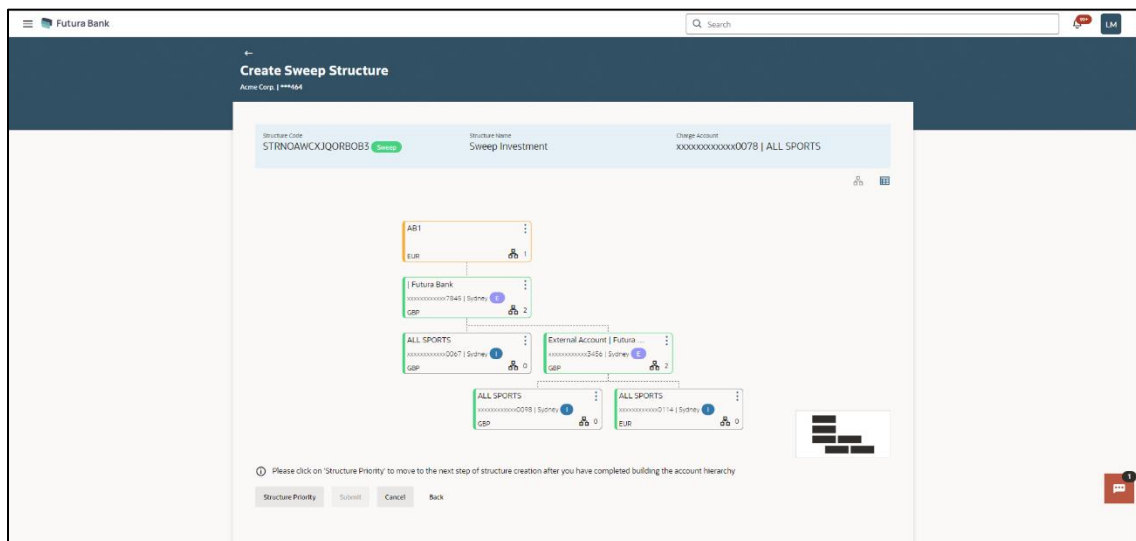 Futura Bank
Search
99+
LM
Create Sweep Structure
Acme Corp. | ***464
Structure Code
Structure Name
Charge Account
STRNOAWCXJQORBOB3 Sweep
Sweep Investment
xxxxxxxxxxxx0078 | ALL SPORTS
AB1
EUR 1
| Futura Bank
xxxxxxxxxxxx7845 | Sydney E
GBP 2
ALL SPORTS
xxxxxxxxxxxx0067 | Sydney I
GBP 0
External Account | Futura ...
xxxxxxxxxxxx3456 | Sydney E
GBP 2
ALL SPORTS
xxxxxxxxxxxx0098 | Sydney I
GBP 0
ALL SPORTS
xxxxxxxxxxxx0114 | Sydney I
EUR 0
Please click on 'Structure Priority' to move to the next step of structure creation after you have completed building the account hierarchy
Structure Priority
Submit
Cancel
Back
1